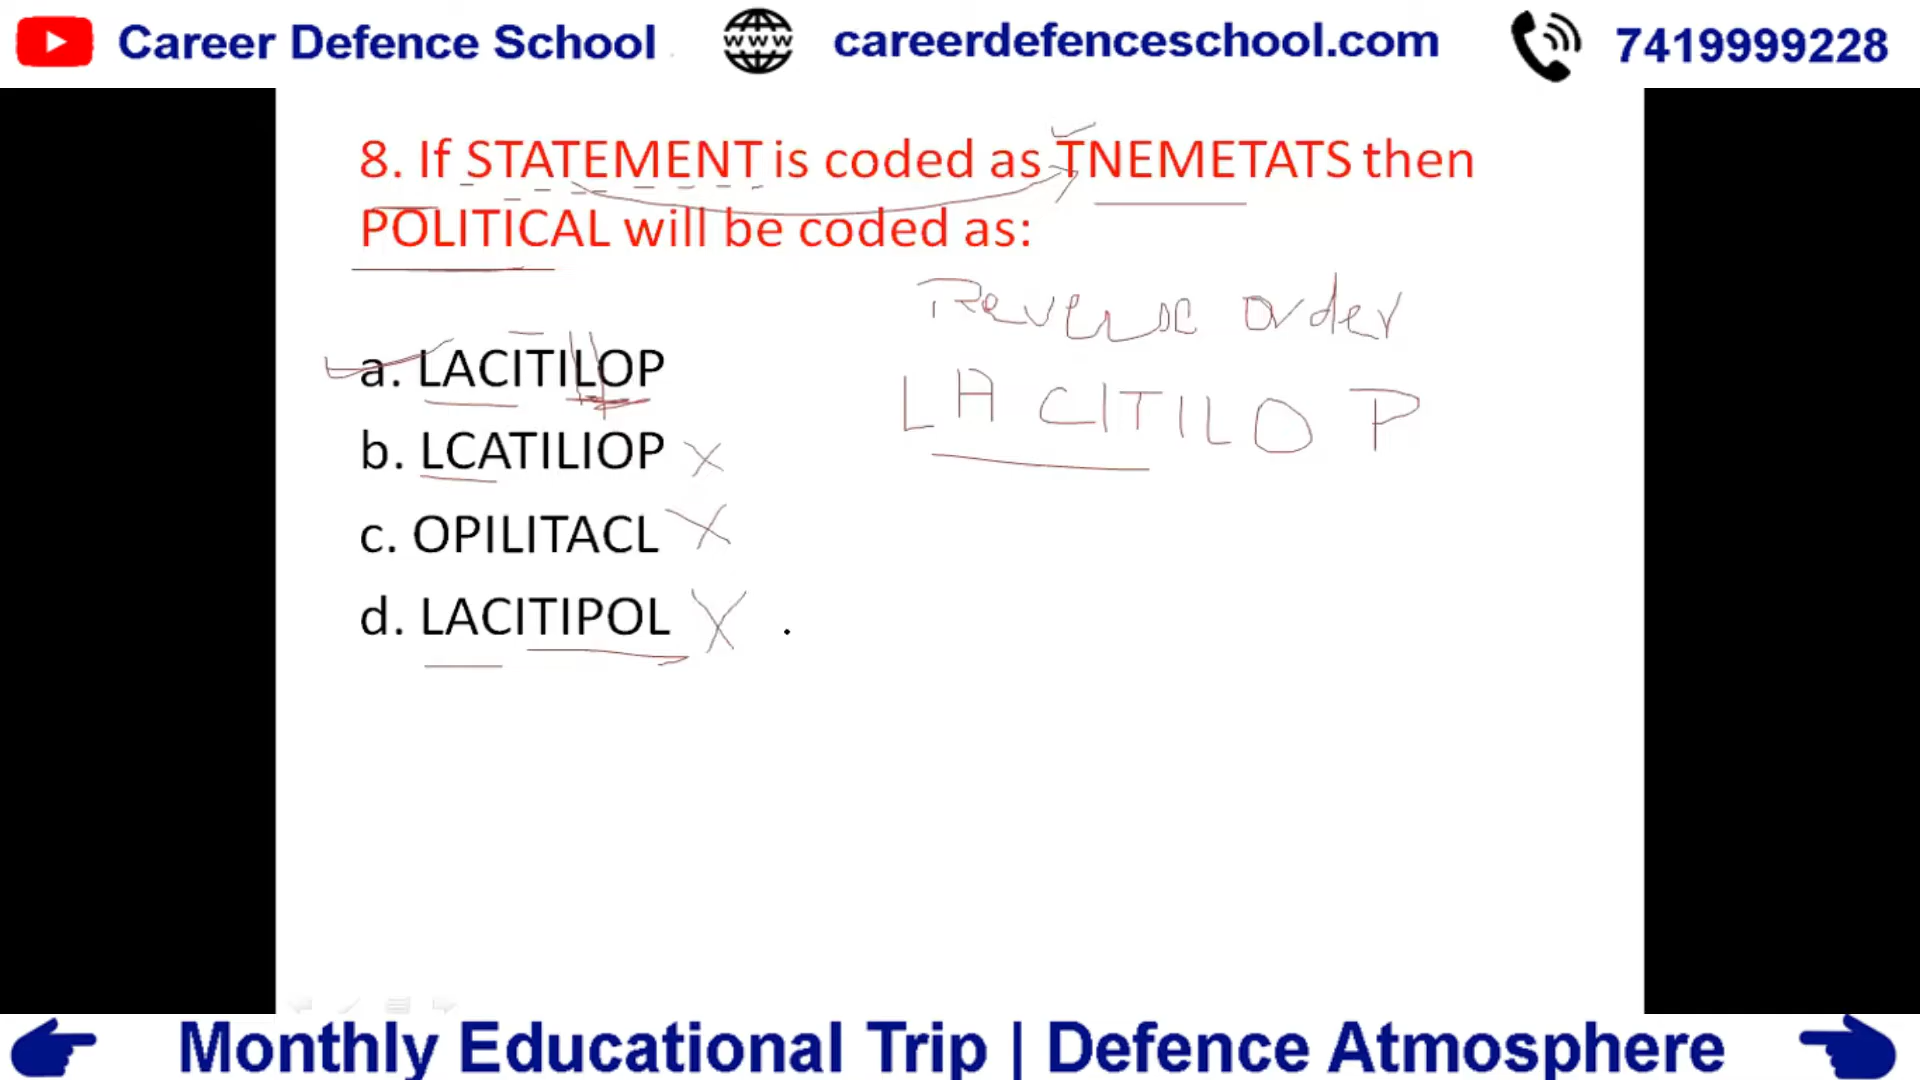 Career Defence School
www
careerdefenceschool.com
7419999228
8. If STATEMENT is coded as TNEMETATS then
POLITICAL will be coded as:
Reverse order
a. LACITILOP
LACITILOP
b. LCATILIOP X
c. OPILITACL X
d. LACITIPOL X
Monthly Educational Trip | Defence Atmosphere